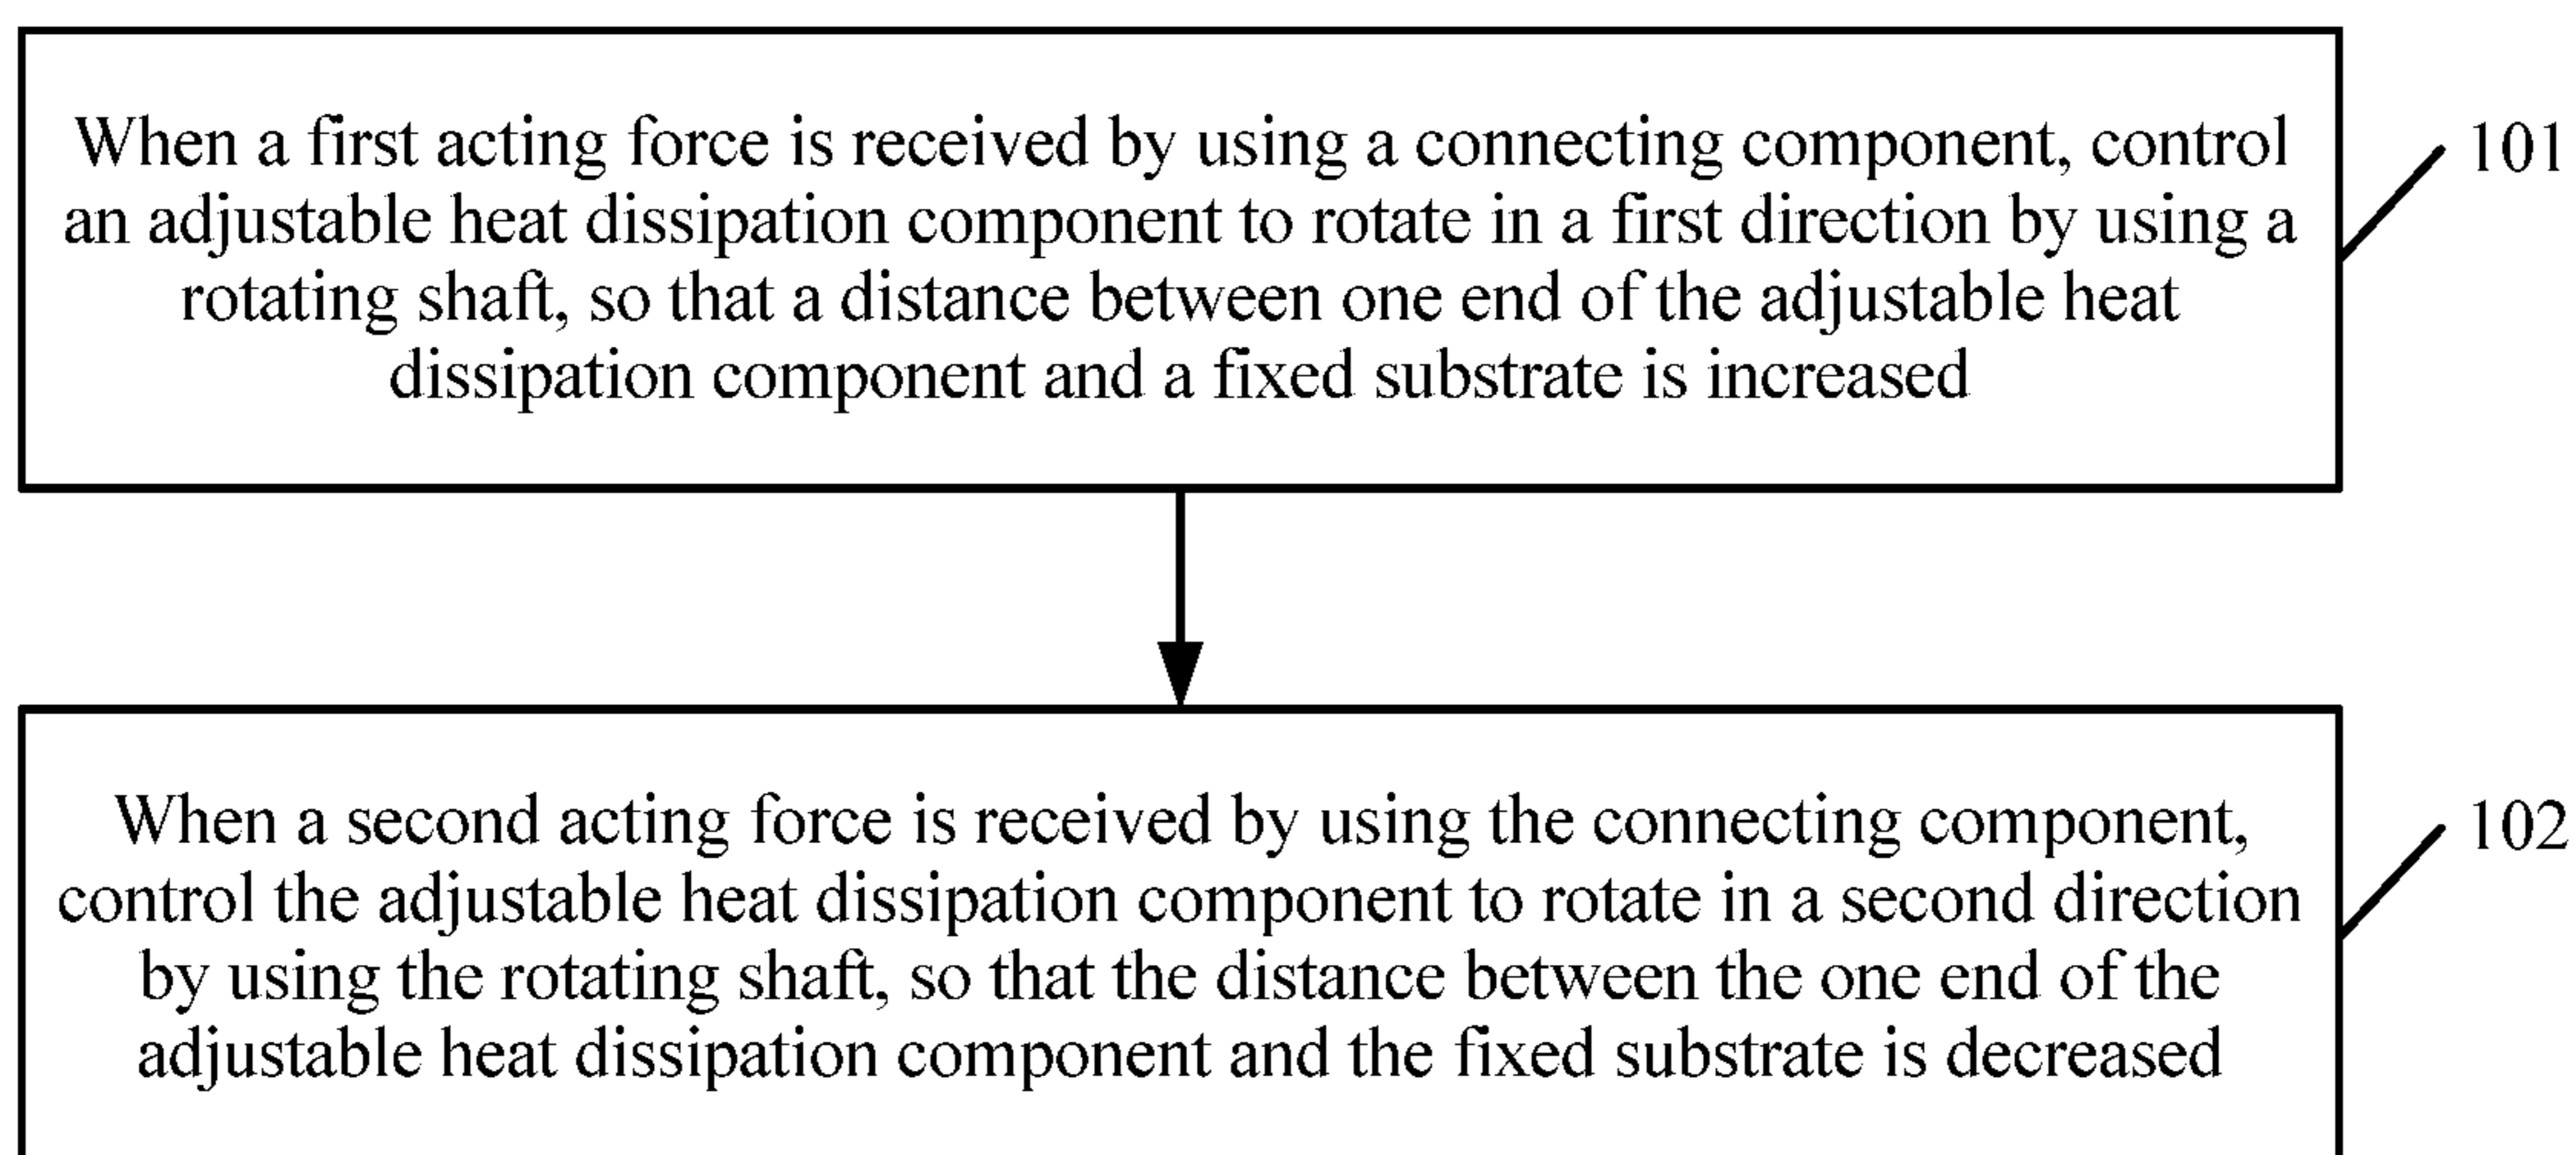 When a first acting force is received by using a connecting component, control
an adjustable heat dissipation component to rotate in a first direction by using a
rotating shaft, so that a distance between one end of the adjustable heat
dissipation component and a fixed substrate is increased
101
When a second acting force is received by using the connecting component,
control the adjustable heat dissipation component to rotate in a second direction
by using the rotating shaft, so that the distance between the one end of the
adjustable heat dissipation component and the fixed substrate is decreased
102